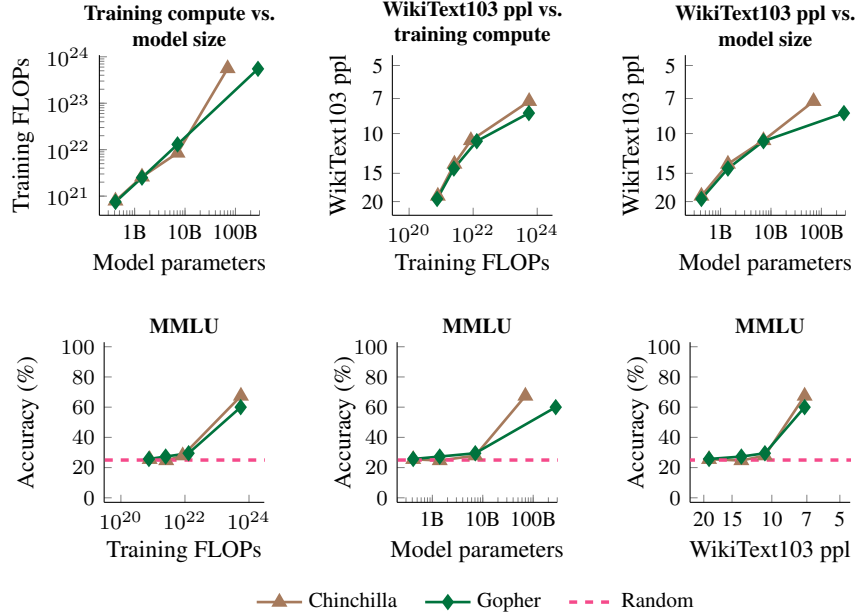 Training compute vs.
model size
Training FLOPs
10^24
10^23
10^22
10^21
1B 10B 100B
Model parameters
WikiText103 ppl vs.
training compute
WikiText103 ppl
5
7
10
15
20
10^20 10^22 10^24
Training FLOPs
WikiText103 ppl vs.
model size
WikiText103 ppl
5
7
10
15
20
1B 10B 100B
Model parameters
MMLU
Accuracy (%)
100
80
60
40
20
0
10^20 10^22 10^24
Training FLOPs
MMLU
Accuracy (%)
100
80
60
40
20
0
1B 10B 100B
Model parameters
MMLU
Accuracy (%)
100
80
60
40
20
0
20 15 10 7 5
WikiText103 ppl
Chinchilla Gopher Random